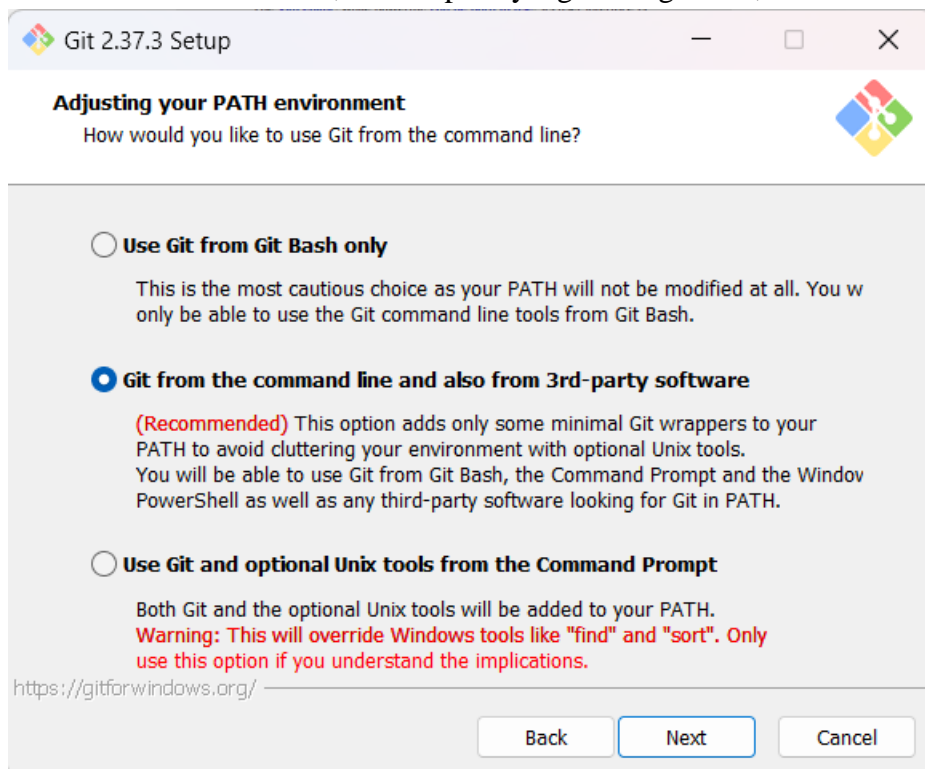 Git 2.37.3 Setup
Adjusting your PATH environment
How would you like to use Git from the command line?
Use Git from Git Bash only
This is the most cautious choice as your PATH will not be modified at all. You w
only be able to use the Git command line tools from Git Bash.
Git from the command line and also from 3rd-party software
(Recommended) This option adds only some minimal Git wrappers to your
PATH to avoid cluttering your environment with optional Unix tools.
You will be able to use Git from Git Bash, the Command Prompt and the Window
PowerShell as well as any third-party software looking for Git in PATH.
Use Git and optional Unix tools from the Command Prompt
Both Git and the optional Unix tools will be added to your PATH.
Warning: This will override Windows tools like "find" and "sort". Only
use this option if you understand the implications.
https://gitforwindows.org/
Back Next Cancel